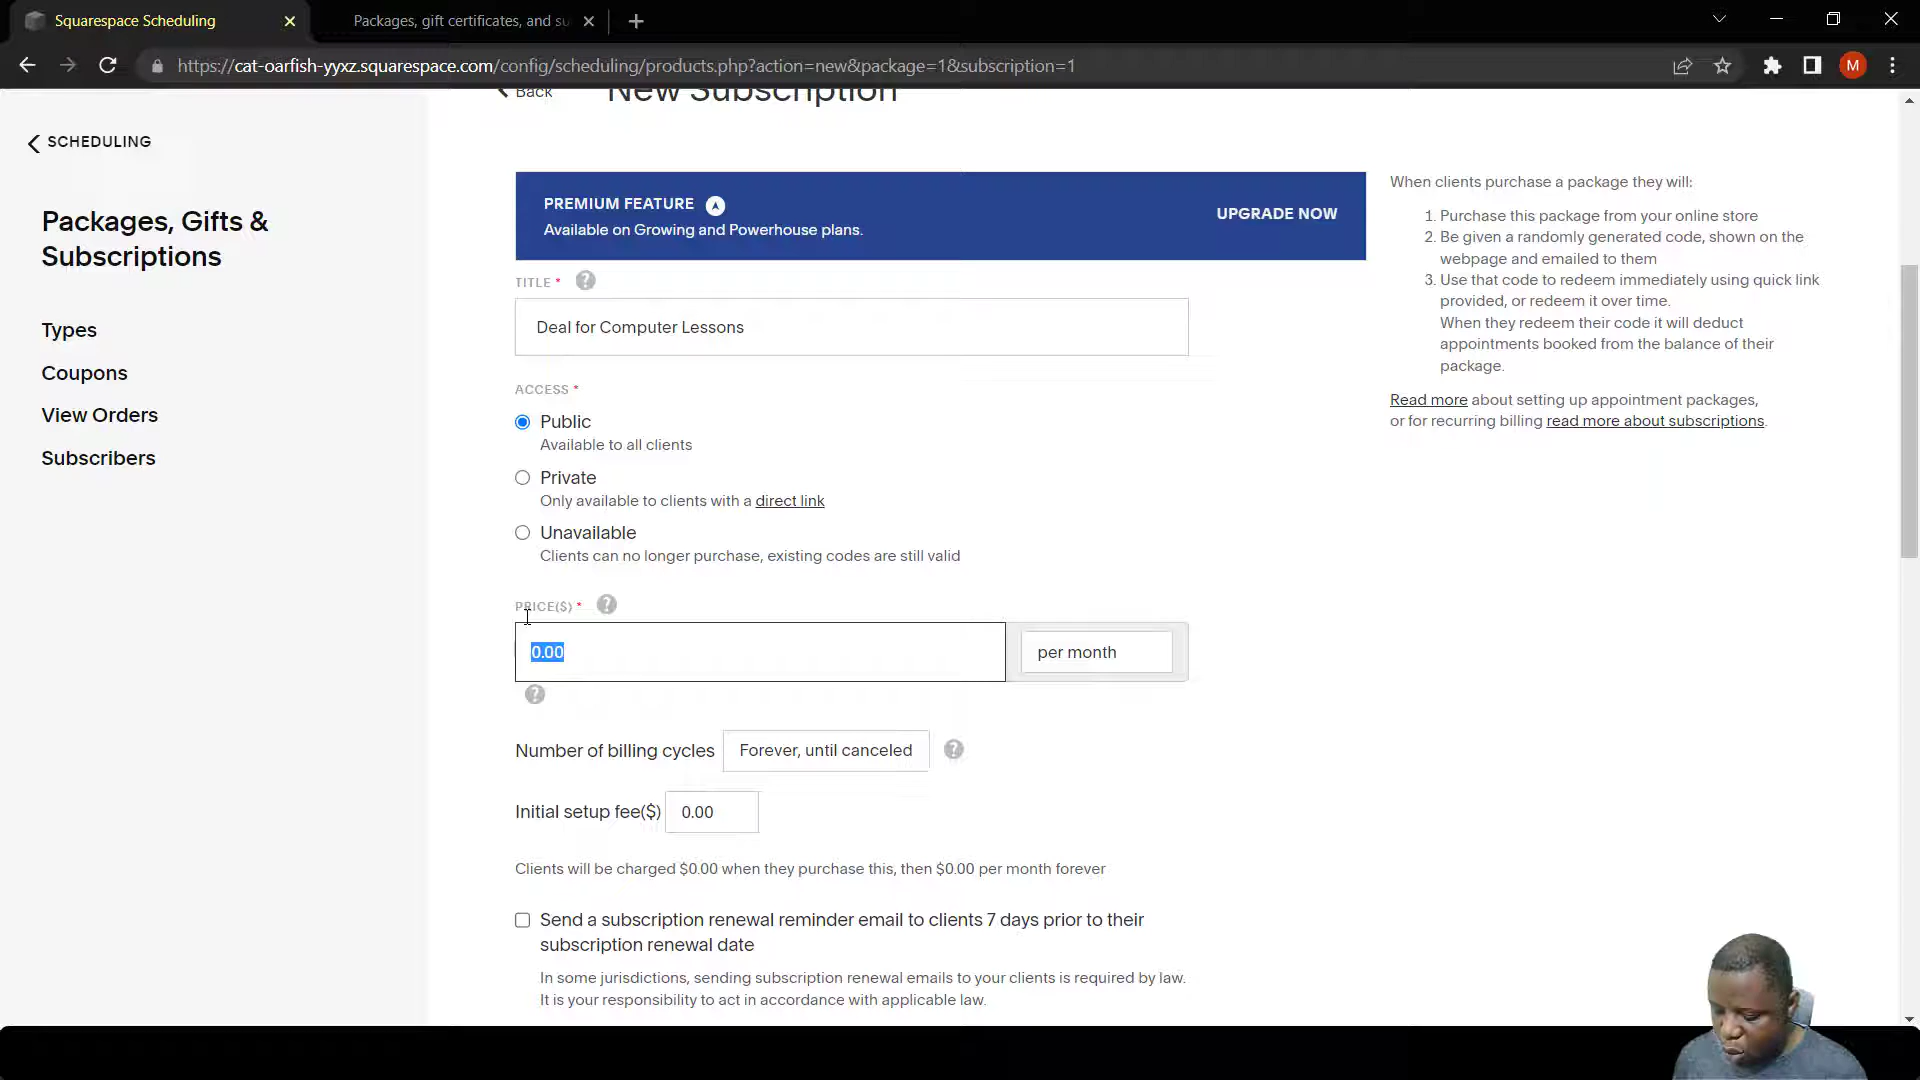 Squarespace Scheduling
Packages, gift certificates, and su
https://cat-oarfish-yyxz.squarespace.com/config/scheduling/products.php?action=new&package=1&subscription=1
M
SCHEDULING
Packages, Gifts &
Subscriptions
Types
Coupons
View Orders
Subscribers
Back
New Subscription
PREMIUM FEATURE
Available on Growing and Powerhouse plans.
UPGRADE NOW
TITLE * ?
Deal for Computer Lessons
ACCESS *
Public
Available to all clients
Private
Only available to clients with a direct link
Unavailable
Clients can no longer purchase, existing codes are still valid
PRICE($) * ?
0.00
per month
?
Number of billing cycles Forever, until canceled ?
Initial setup fee($) 0.00
Clients will be charged $0.00 when they purchase this, then $0.00 per month forever
Send a subscription renewal reminder email to clients 7 days prior to their
subscription renewal date
In some jurisdictions, sending subscription renewal emails to your clients is required by law.
It is your responsibility to act in accordance with applicable law.
When clients purchase a package they will:
1. Purchase this package from your online store
2. Be given a randomly generated code, shown on the
webpage and emailed to them
3. Use that code to redeem immediately using quick link
provided, or redeem it over time.
When they redeem their code it will deduct
appointments booked from the balance of their
package.
Read more about setting up appointment packages,
or for recurring billing read more about subscriptions.